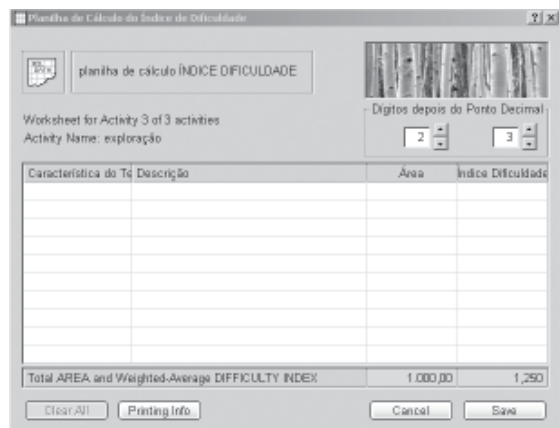 Planilha de Cálculo do Índice de Dificuldade
planilha de cálculo ÍNDICE DIFICULDADE
Worksheet for Activity 3 of 3 activities
Activity Name: exploração
Dígitos depois do Ponto Decimal
2 3
Característica do Te Descrição Área Índice Dificuldade
Total AREA and Weighted-Average DIFFICULTY INDEX 1.000,00 1,250
Clear All Printing Info Cancel Save